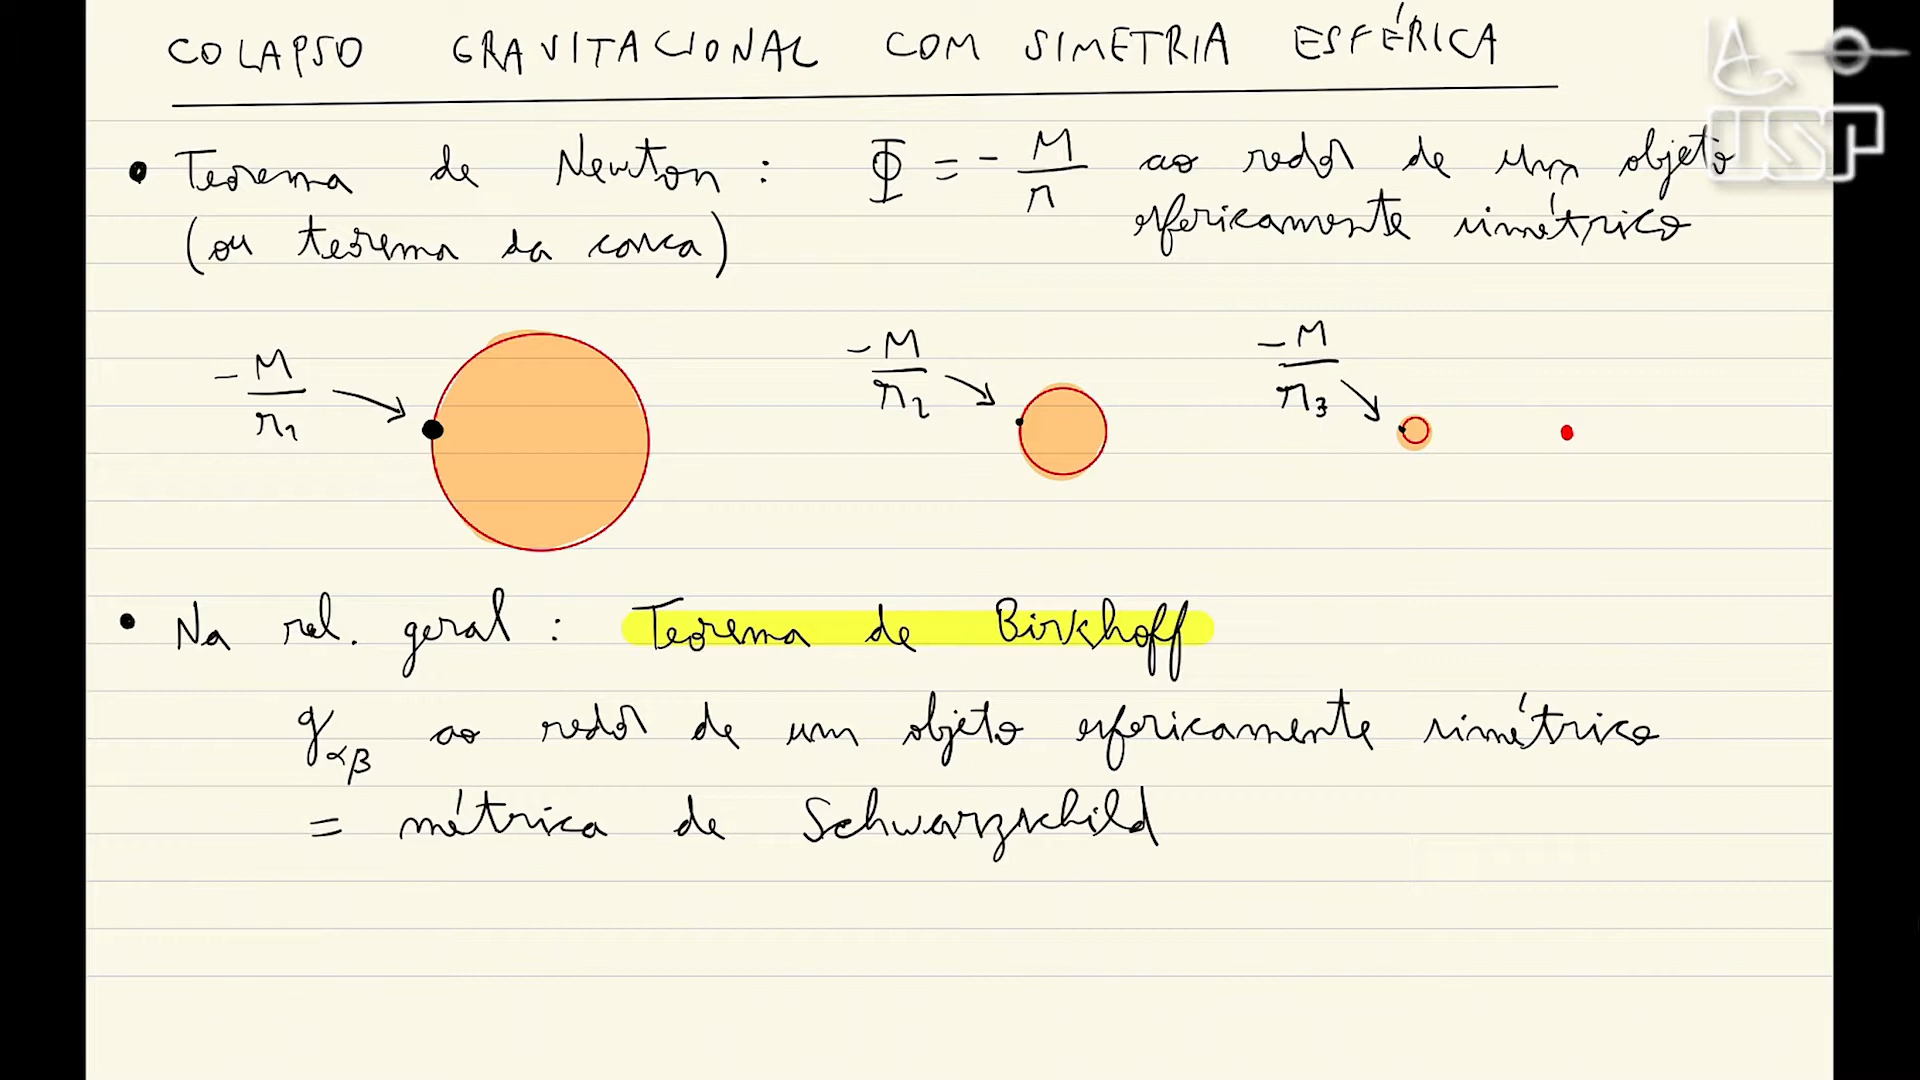 COLAPSO GRAVITACIONAL COM SIMETRIA ESFÉRICA
• Teorema de Newton : Φ = - M/r ao redor de um objeto
(ou teorema da casca) esfericamente simétrico
-M/r₁ -M/r₂ -M/r₃
• Na rel. geral : Teorema de Birkhoff
gαβ ao redor de um objeto esfericamente simétrico
= métrica de Schwarzschild
USP